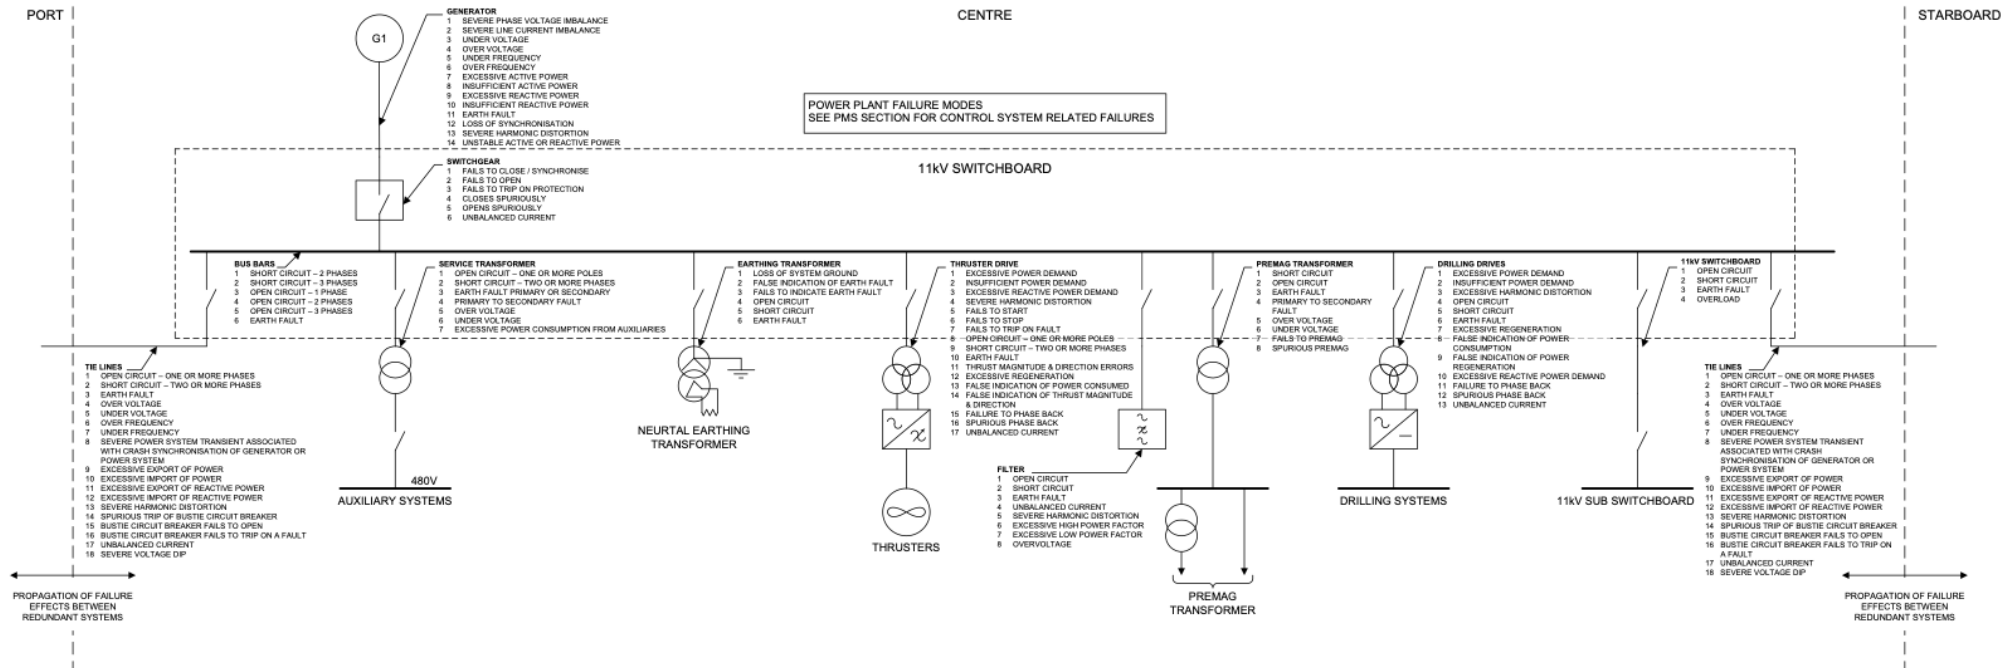 PORT
CENTRE
STARBOARD
G1
GENERATOR
1 SEVERE PHASE VOLTAGE IMBALANCE
2 SEVERE LINE CURRENT IMBALANCE
3 UNDER VOLTAGE
4 OVER VOLTAGE
5 UNDER FREQUENCY
6 OVER FREQUENCY
7 EXCESSIVE ACTIVE POWER
8 INSUFFICIENT ACTIVE POWER
9 EXCESSIVE REACTIVE POWER
10 INSUFFICIENT REACTIVE POWER
11 EARTH FAULT
12 LOSS OF SYNCHRONISATION
13 SEVERE HARMONIC DISTORTION
14 UNSTABLE ACTIVE OR REACTIVE POWER
POWER PLANT FAILURE MODES
SEE PMS SECTION FOR CONTROL SYSTEM RELATED FAILURES
11kV SWITCHBOARD
SWITCHGEAR
1 FAILS TO CLOSE / SYNCHRONISE
2 FAILS TO OPEN
3 FAILS TO TRIP ON PROTECTION
4 CLOSES SPURIOUSLY
5 OPENS SPURIOUSLY
6 UNBALANCED CURRENT
BUS BARS
1 SHORT CIRCUIT – 2 PHASES
2 SHORT CIRCUIT – 3 PHASES
3 OPEN CIRCUIT – 1 PHASE
4 OPEN CIRCUIT – 2 PHASES
5 OPEN CIRCUIT – 3 PHASES
6 EARTH FAULT
SERVICE TRANSFORMER
1 OPEN CIRCUIT – ONE OR MORE POLES
2 SHORT CIRCUIT – TWO OR MORE PHASES
3 EARTH FAULT PRIMARY OR SECONDARY
4 PRIMARY TO SECONDARY FAULT
5 OVER VOLTAGE
6 UNDER VOLTAGE
7 EXCESSIVE POWER CONSUMPTION FROM AUXILIARIES
EARTHING TRANSFORMER
1 LOSS OF SYSTEM GROUND
2 FALSE INDICATION OF EARTH FAULT
3 FAILS TO INDICATE EARTH FAULT
4 OPEN CIRCUIT
5 SHORT CIRCUIT
6 EARTH FAULT
THRUSTER DRIVE
1 EXCESSIVE POWER DEMAND
2 INSUFFICIENT POWER DEMAND
3 EXCESSIVE REACTIVE POWER DEMAND
4 SEVERE HARMONIC DISTORTION
5 FAILS TO START
6 FAILS TO STOP
7 FAILS TO TRIP ON FAULT
8 OPEN CIRCUIT – ONE OR MORE POLES
9 SHORT CIRCUIT – TWO OR MORE PHASES
10 EARTH FAULT
11 THRUST MAGNITUDE & DIRECTION ERRORS
12 EXCESSIVE REGENERATION
13 FALSE INDICATION OF POWER CONSUMED
14 FALSE INDICATION OF THRUST MAGNITUDE
& DIRECTION
15 FAILURE TO PHASE BACK
16 SPURIOUS PHASE BACK
17 UNBALANCED CURRENT
PREMAG TRANSFORMER
1 SHORT CIRCUIT
2 OPEN CIRCUIT
3 EARTH FAULT
4 PRIMARY TO SECONDARY
FAULT
5 OVER VOLTAGE
6 UNDER VOLTAGE
7 FAILS TO PREMAG
8 SPURIOUS PREMAG
DRILLING DRIVES
1 EXCESSIVE POWER DEMAND
2 INSUFFICIENT POWER DEMAND
3 EXCESSIVE HARMONIC DISTORTION
4 OPEN CIRCUIT
5 SHORT CIRCUIT
6 EARTH FAULT
7 EXCESSIVE REGENERATION
8 FALSE INDICATION OF POWER
CONSUMPTION
9 FALSE INDICATION OF POWER
REGENERATION
10 EXCESSIVE REACTIVE POWER DEMAND
11 FAILURE TO PHASE BACK
12 SPURIOUS PHASE BACK
13 UNBALANCED CURRENT
11kV SWITCHBOARD
1 OPEN CIRCUIT
2 SHORT CIRCUIT
3 EARTH FAULT
4 OVERLOAD
TIE LINES
1 OPEN CIRCUIT – ONE OR MORE PHASES
2 SHORT CIRCUIT – TWO OR MORE PHASES
3 EARTH FAULT
4 OVER VOLTAGE
5 UNDER VOLTAGE
6 OVER FREQUENCY
7 UNDER FREQUENCY
8 SEVERE POWER SYSTEM TRANSIENT ASSOCIATED
WITH CRASH SYNCHRONISATION OF GENERATOR OR
POWER SYSTEM
9 EXCESSIVE EXPORT OF POWER
10 EXCESSIVE IMPORT OF POWER
11 EXCESSIVE EXPORT OF REACTIVE POWER
12 EXCESSIVE IMPORT OF REACTIVE POWER
13 SEVERE HARMONIC DISTORTION
14 SPURIOUS TRIP OF BUSTIE CIRCUIT BREAKER
15 BUSTIE CIRCUIT BREAKER FAILS TO OPEN
16 BUSTIE CIRCUIT BREAKER FAILS TO TRIP ON A FAULT
17 UNBALANCED CURRENT
18 SEVERE VOLTAGE DIP
480V
AUXILIARY SYSTEMS
NEURTAL EARTHING
TRANSFORMER
THRUSTERS
FILTER
1 OPEN CIRCUIT
2 SHORT CIRCUIT
3 EARTH FAULT
4 UNBALANCED CURRENT
5 SEVERE HARMONIC DISTORTION
6 EXCESSIVE HIGH POWER FACTOR
7 EXCESSIVE LOW POWER FACTOR
8 OVERVOLTAGE
PREMAG
TRANSFORMER
DRILLING SYSTEMS
11kV SUB SWITCHBOARD
TIE LINES
1 OPEN CIRCUIT – ONE OR MORE PHASES
2 SHORT CIRCUIT – TWO OR MORE PHASES
3 EARTH FAULT
4 OVER VOLTAGE
5 UNDER VOLTAGE
6 OVER FREQUENCY
7 UNDER FREQUENCY
8 SEVERE POWER SYSTEM TRANSIENT
ASSOCIATED WITH CRASH
SYNCHRONISATION OF GENERATOR OR
POWER SYSTEM
9 EXCESSIVE EXPORT OF POWER
10 EXCESSIVE IMPORT OF POWER
11 EXCESSIVE EXPORT OF REACTIVE POWER
12 EXCESSIVE IMPORT OF REACTIVE POWER
13 SEVERE HARMONIC DISTORTION
14 SPURIOUS TRIP OF BUSTIE CIRCUIT BREAKER
15 BUSTIE CIRCUIT BREAKER FAILS TO OPEN
16 BUSTIE CIRCUIT BREAKER FAILS TO TRIP ON
A FAULT
17 UNBALANCED CURRENT
18 SEVERE VOLTAGE DIP
PROPAGATION OF FAILURE
EFFECTS BETWEEN
REDUNDANT SYSTEMS
PROPAGATION OF FAILURE
EFFECTS BETWEEN
REDUNDANT SYSTEMS